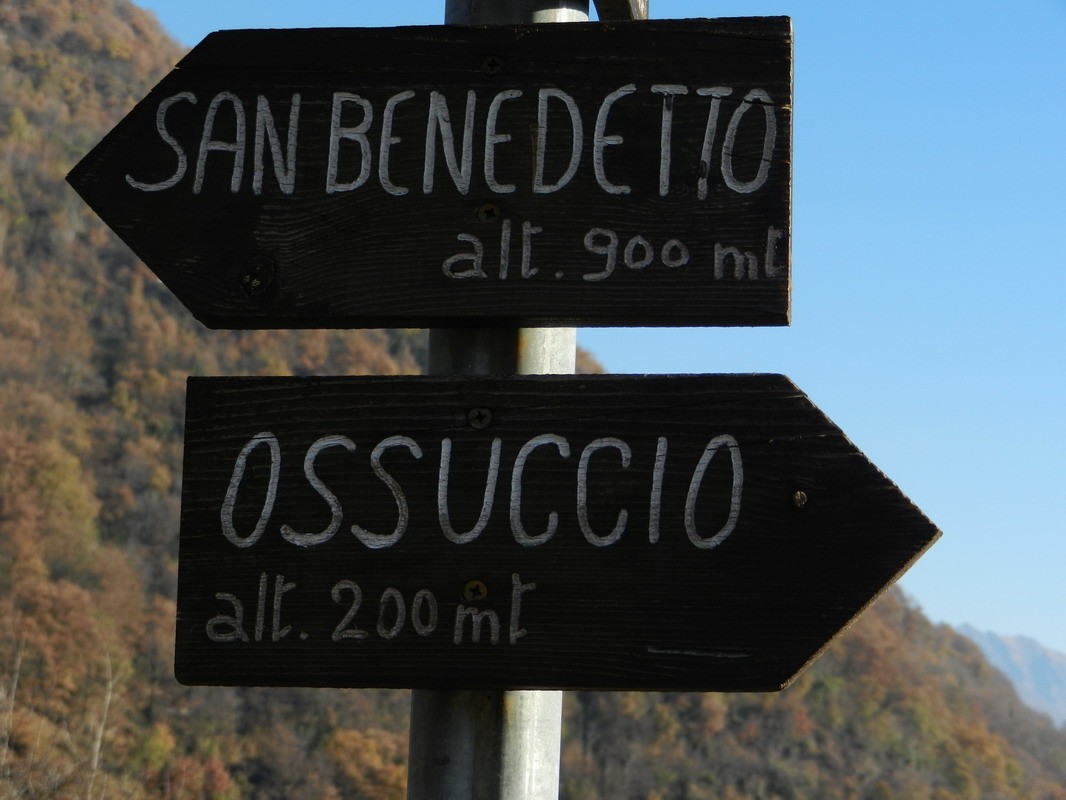 SAN BENEDETTO
alt. 900 mt
OSSUCCIO
alt. 200 mt